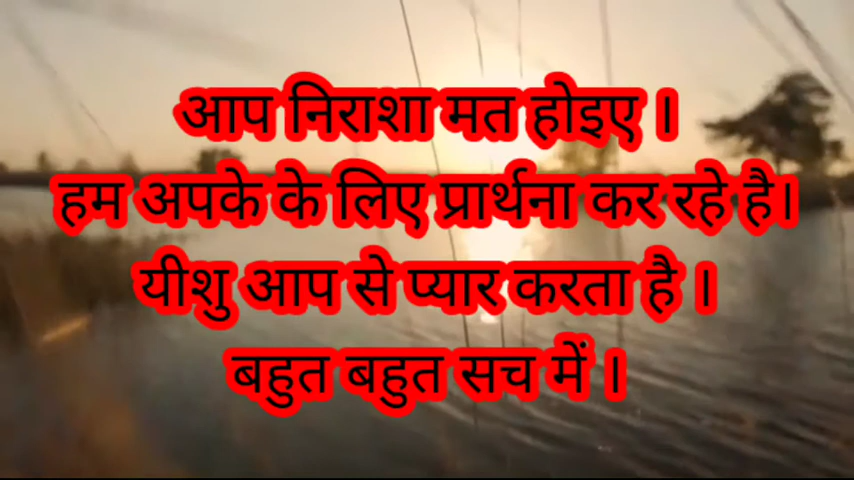 आप निराशा मत होइए ।
हम अपके के लिए प्रार्थना कर रहे है।
यीशु आप से प्यार करता है ।
बहुत बहुत सच में ।